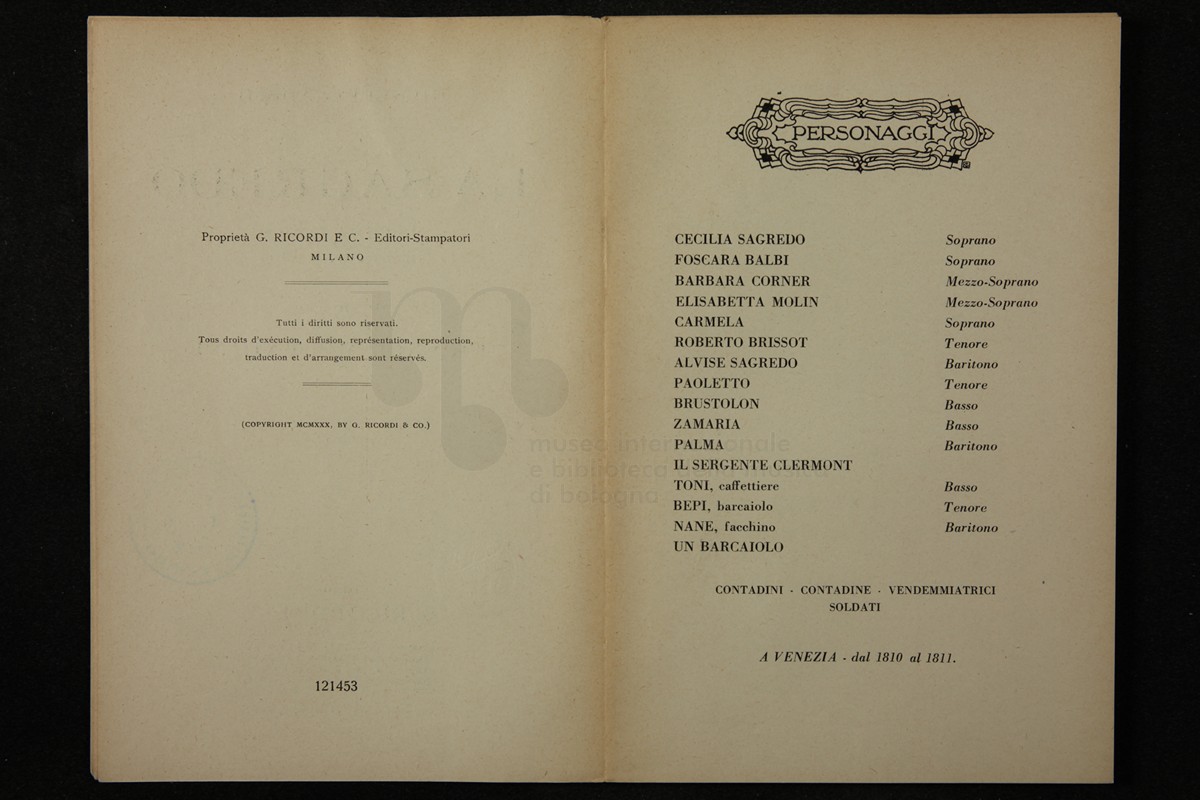 Proprietà G. RICORDI E C. - Editori-Stampatori
MILANO
Tutti i diritti sono riservati.
Tous droits d'exècution, diffusion, représentation, reproduction,
traduction et d'arrangement sont réservés.
(COPYRIGHT MCMXXX, BY G. RICORDI & CO.)
121453
PERSONAGGI
CECILIA SAGREDO Soprano
FOSCARA BALBI Soprano
BARBARA CORNER Mezzo-Soprano
ELISABETTA MOLIN Mezzo-Soprano
CARMELA Soprano
ROBERTO BRISSOT Tenore
ALVISE SAGREDO Baritono
PAOLETTO Tenore
BRUSTOLON Basso
ZAMARIA Basso
PALMA Baritono
IL SERGENTE CLERMONT
TONI, caffettiere Basso
BEPI, barcaiolo Tenore
NANE, facchino Baritono
UN BARCAIOLO
CONTADINI - CONTADINE - VENDEMMIATRICI
SOLDATI
A VENEZIA - dal 1810 al 1811.
museo internazionale
e biblioteca della musica
di bologna